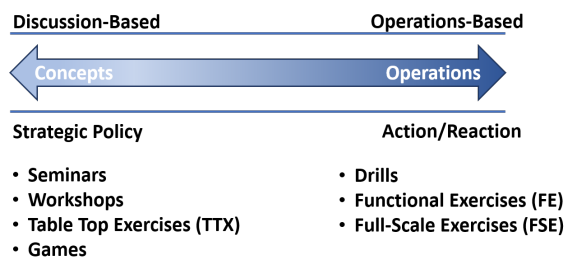 Discussion-Based Operations-Based
Concepts Operations
Strategic Policy Action/Reaction
• Seminars
• Workshops
• Table Top Exercises (TTX)
• Games
• Drills
• Functional Exercises (FE)
• Full-Scale Exercises (FSE)